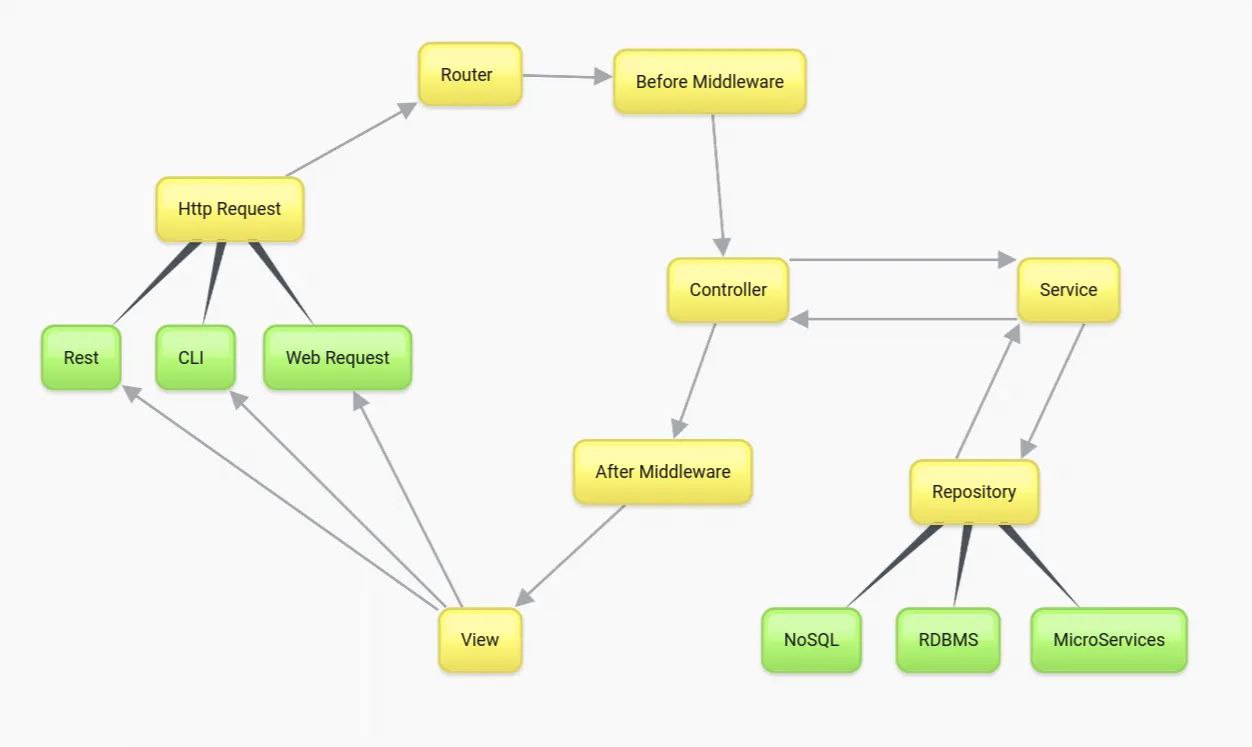 Router
Before Middleware
Http Request
Controller
Service
Rest
CLI
Web Request
After Middleware
Repository
View
NoSQL
RDBMS
MicroServices